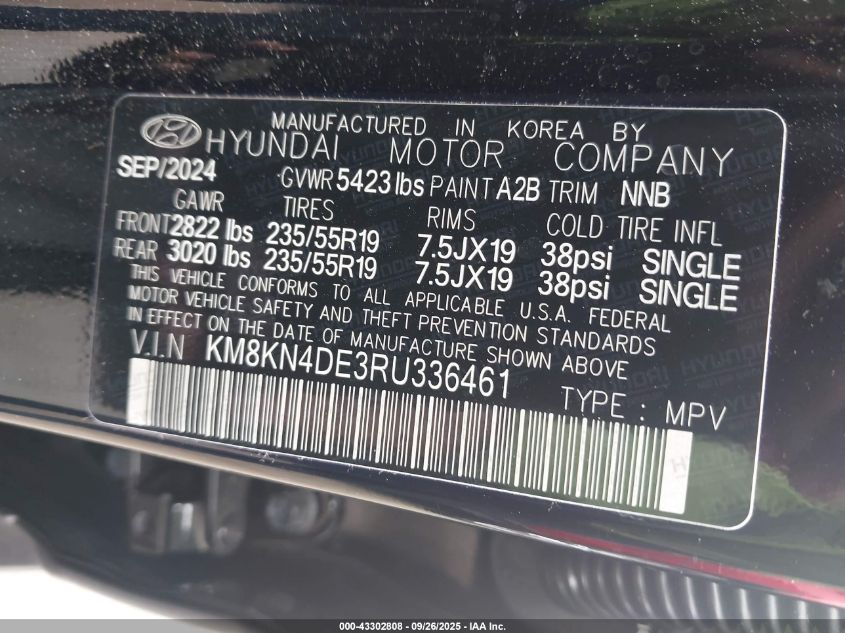 MANUFACTURED IN KOREA BY
HYUNDAI MOTOR COMPANY
SEP/2024 GVWR 5423 lbs PAINT A2B TRIM NNB
GAWR TIRES RIMS COLD TIRE INFL
FRONT 2822 lbs 235/55R19 7.5JX19 38psi SINGLE
REAR 3020 lbs 235/55R19 7.5JX19 38psi SINGLE
THIS VEHICLE CONFORMS TO ALL APPLICABLE U.S.A. FEDERAL
MOTOR VEHICLE SAFETY AND THEFT PREVENTION STANDARDS
IN EFFECT ON THE DATE OF MANUFACTURE SHOWN ABOVE
V.I.N KM8KN4DE3RU336461
TYPE : MPV
000-43302808 - 09/26/2025 - IAA Inc.